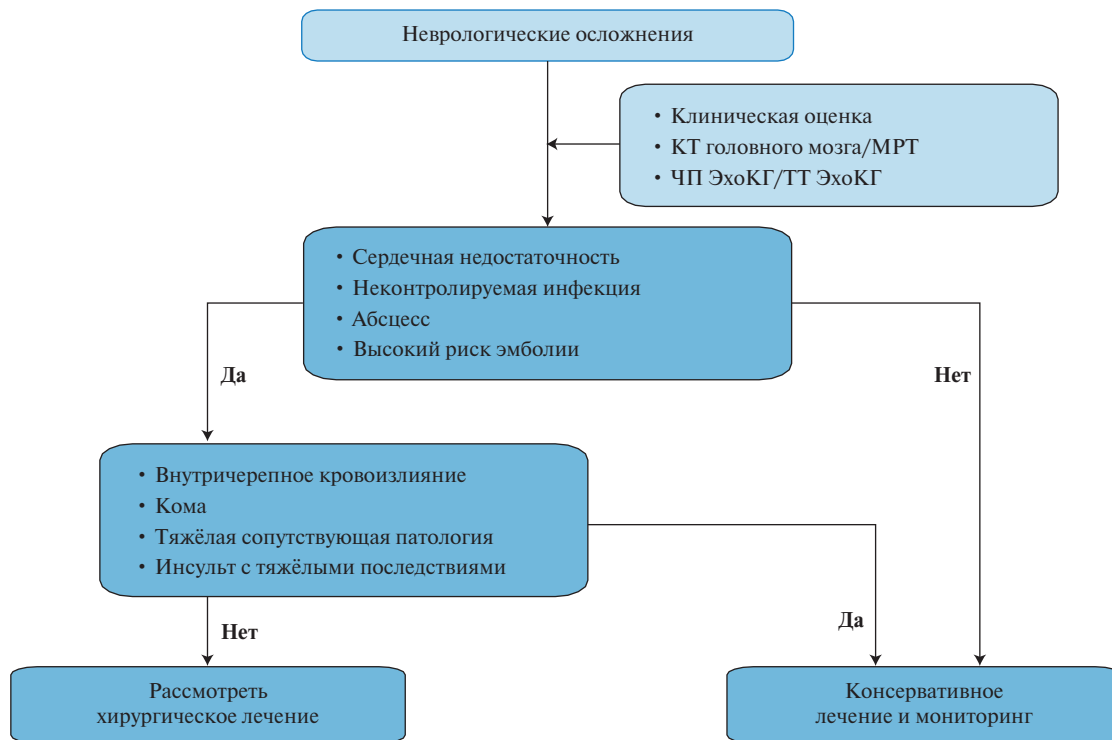 Неврологические осложнения
• Клиническая оценка
• КТ головного мозга/МРТ
• ЧП ЭхоКГ/ТТ ЭхоКГ
• Сердечная недостаточность
• Неконтролируемая инфекция
• Абсцесс
• Высокий риск эмболии
Да
Нет
• Внутричерепное кровоизлияние
• Кома
• Тяжёлая сопутствующая патология
• Инсульт с тяжёлыми последствиями
Нет
Да
Рассмотреть
хирургическое лечение
Консервативное
лечение и мониторинг